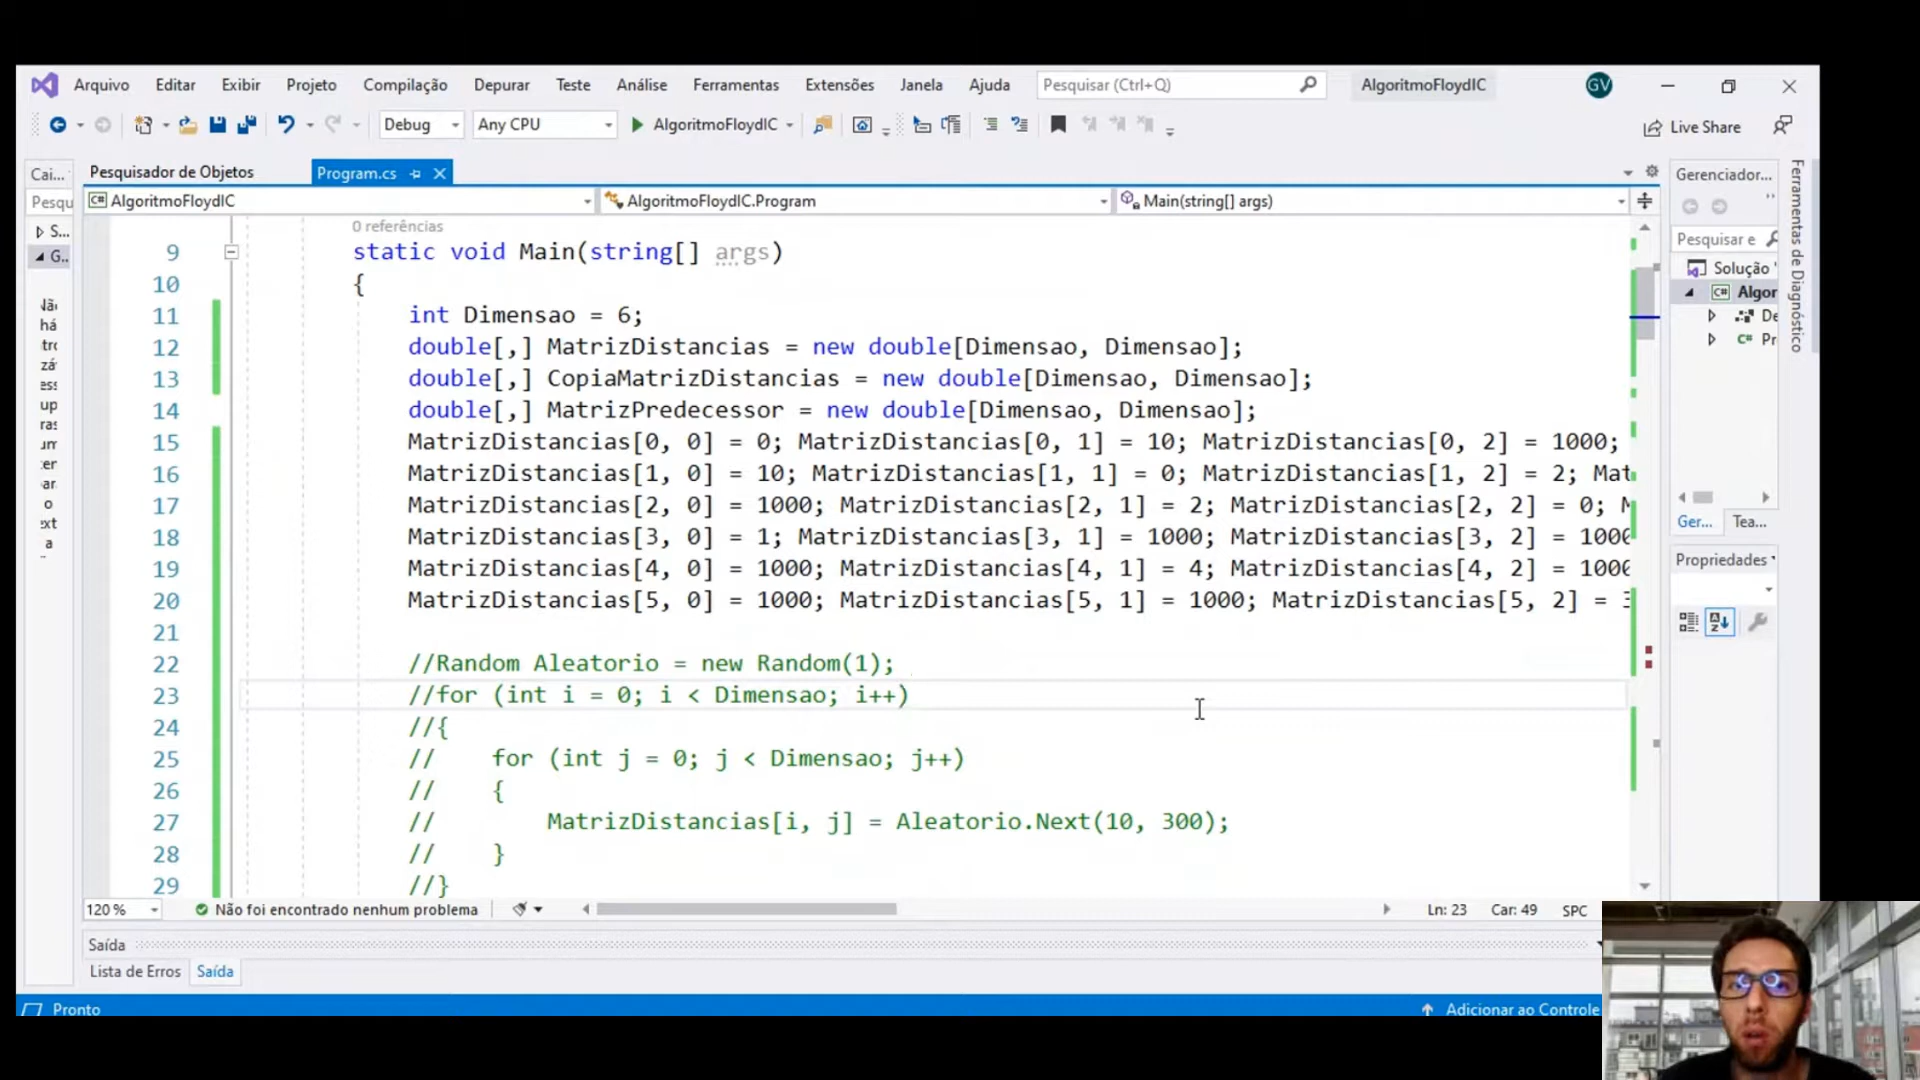 Arquivo Editar Exibir Projeto Compilação Depurar Teste Análise Ferramentas Extensões Janela Ajuda Pesquisar (Ctrl+Q) AlgoritmoFloydIC GV
Debug Any CPU AlgoritmoFloydIC Live Share
Cai... Pesquisador de Objetos Program.cs Gerenciador...
Pesqu AlgoritmoFloydIC AlgoritmoFloydIC.Program Main(string[] args)
0 referências
9 static void Main(string[] args)
10 {
11 int Dimensao = 6;
12 double[,] MatrizDistancias = new double[Dimensao, Dimensao];
13 double[,] CopiaMatrizDistancias = new double[Dimensao, Dimensao];
14 double[,] MatrizPredecessor = new double[Dimensao, Dimensao];
15 MatrizDistancias[0, 0] = 0; MatrizDistancias[0, 1] = 10; MatrizDistancias[0, 2] = 1000;
16 MatrizDistancias[1, 0] = 10; MatrizDistancias[1, 1] = 0; MatrizDistancias[1, 2] = 2; Mat
17 MatrizDistancias[2, 0] = 1000; MatrizDistancias[2, 1] = 2; MatrizDistancias[2, 2] = 0; M
18 MatrizDistancias[3, 0] = 1; MatrizDistancias[3, 1] = 1000; MatrizDistancias[3, 2] = 1000
19 MatrizDistancias[4, 0] = 1000; MatrizDistancias[4, 1] = 4; MatrizDistancias[4, 2] = 1000
20 MatrizDistancias[5, 0] = 1000; MatrizDistancias[5, 1] = 1000; MatrizDistancias[5, 2] = 3
21
22 //Random Aleatorio = new Random(1);
23 //for (int i = 0; i < Dimensao; i++)
24 //{
25 // for (int j = 0; j < Dimensao; j++)
26 // {
27 // MatrizDistancias[i, j] = Aleatorio.Next(10, 300);
28 // }
29 //}
S...
G..
há
up
o
a
Pesquisar e
Solução '
Algor
De
Pr
Ger... Tea...
Propriedades
Ferramentas de Diagnóstico
120 % Não foi encontrado nenhum problema Ln: 23 Car: 49 SPC
Saída
Lista de Erros Saída
Pronto Adicionar ao Controle